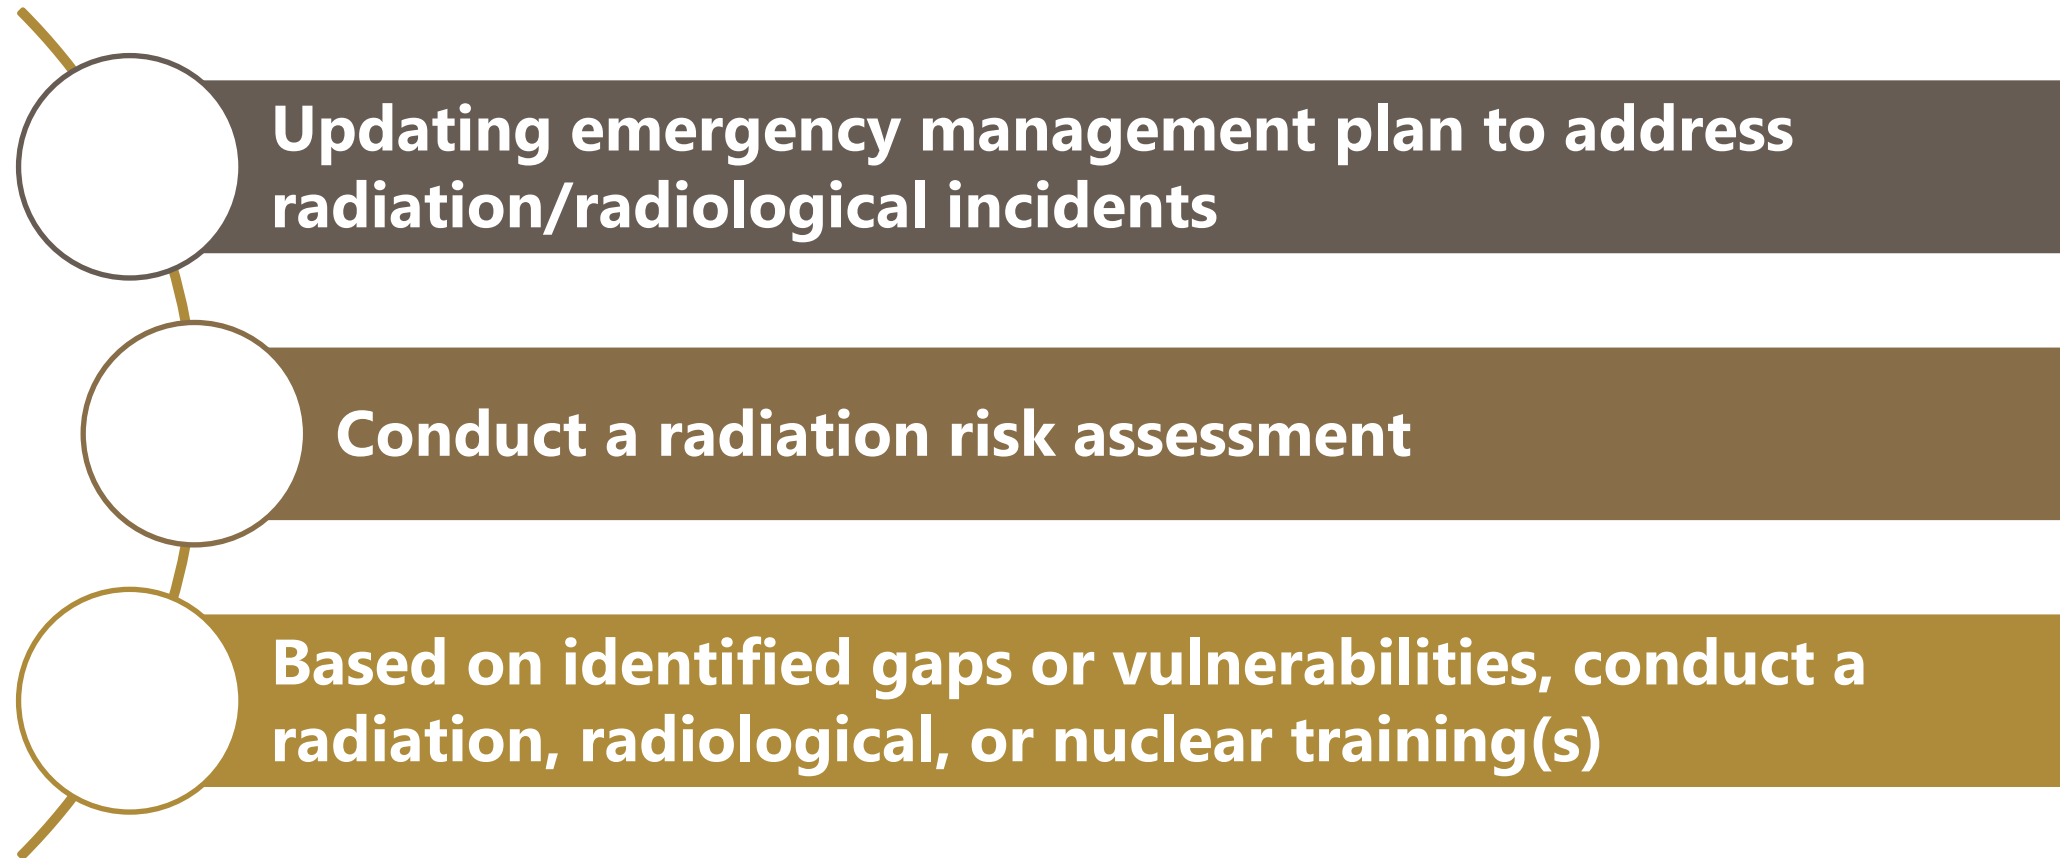 Updating emergency management plan to address
radiation/radiological incidents
Conduct a radiation risk assessment
Based on identified gaps or vulnerabilities, conduct a
radiation, radiological, or nuclear training(s)